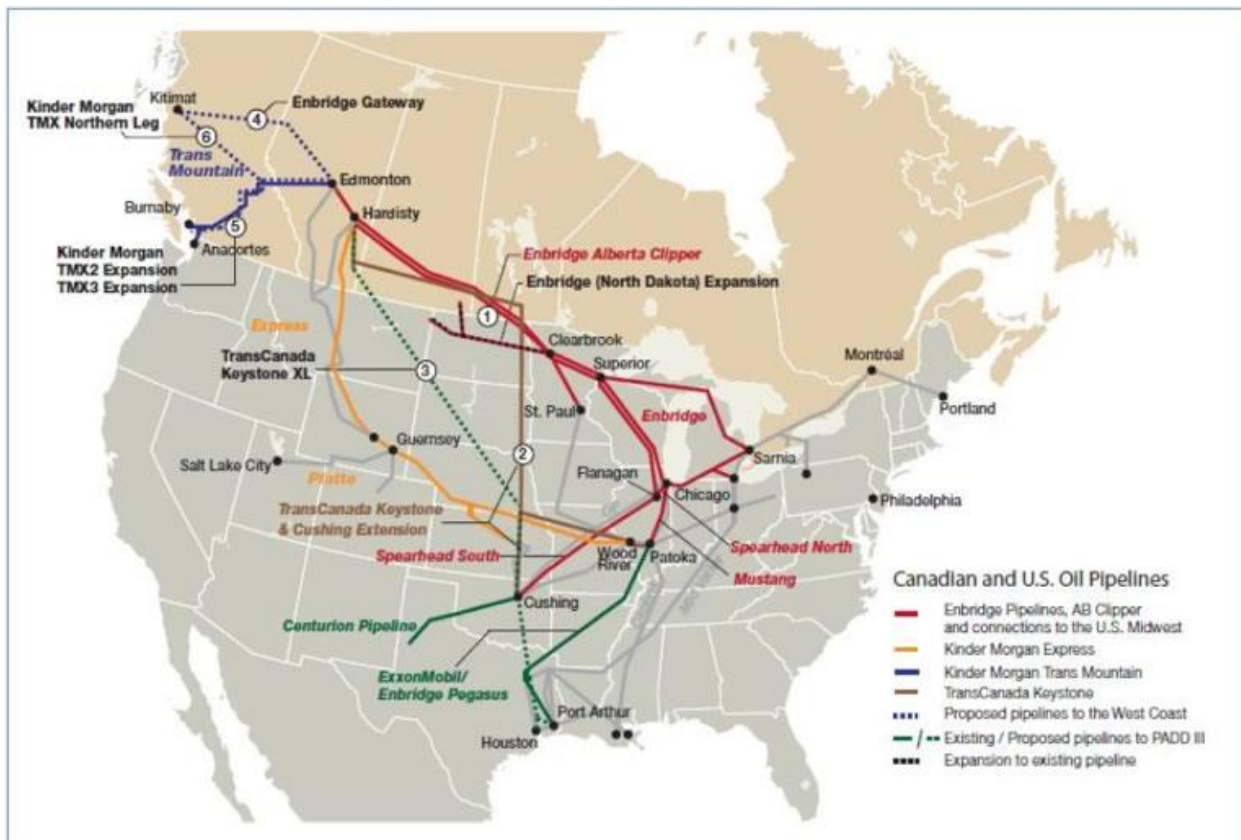 Kitimat
Kinder Morgan
TMX Northern Leg
4
Enbridge Gateway
6
Trans
Mountain
Edmonton
Burnaby
Hardisty
5
Anacortes
Kinder Morgan
TMX2 Expansion
TMX3 Expansion
Enbridge Alberta Clipper
Enbridge (North Dakota) Expansion
1
Express
Clearbrook
TransCanada
Keystone XL
3
Superior
Montréal
St. Paul
Enbridge
Portland
Guernsey
2
Sarnia
Salt Lake City
Flanagan
Platte
Chicago
Philadelphia
TransCanada Keystone
& Cushing Extension
Spearhead South
Wood
River
Patoka
Spearhead North
Mustang
Cushing
Centurion Pipeline
ExxonMobil/
Enbridge Pegasus
Port Arthur
Houston
Canadian and U.S. Oil Pipelines
Enbridge Pipelines, AB Clipper
and connections to the U.S. Midwest
Kinder Morgan Express
Kinder Morgan Trans Mountain
TransCanada Keystone
Proposed pipelines to the West Coast
Existing / Proposed pipelines to PADD III
Expansion to existing pipeline